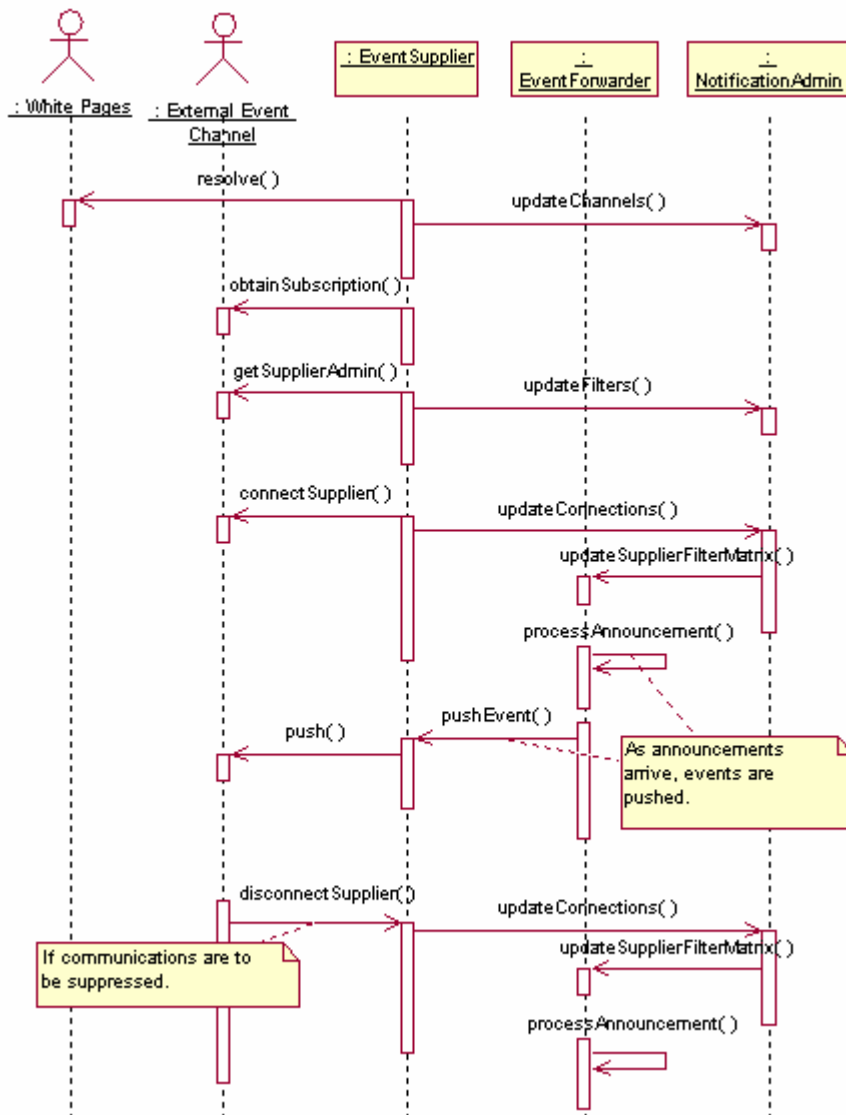 : White Pages
: External Event
Channel
: EventSupplier
:
EventForwarder
:
NotificationAdmin
resolve( )
updateChannels( )
obtainSubscription( )
getSupplierAdmin( )
updateFilters( )
connectSupplier( )
updateConnections( )
updateSupplierFilterMatrix( )
processAnnouncement( )
pushEvent( )
push( )
As announcements
arrive, events are
pushed.
disconnectSupplier( )
updateConnections( )
If communications are to
be suppressed.
updateSupplierFilterMatrix( )
processAnnouncement( )